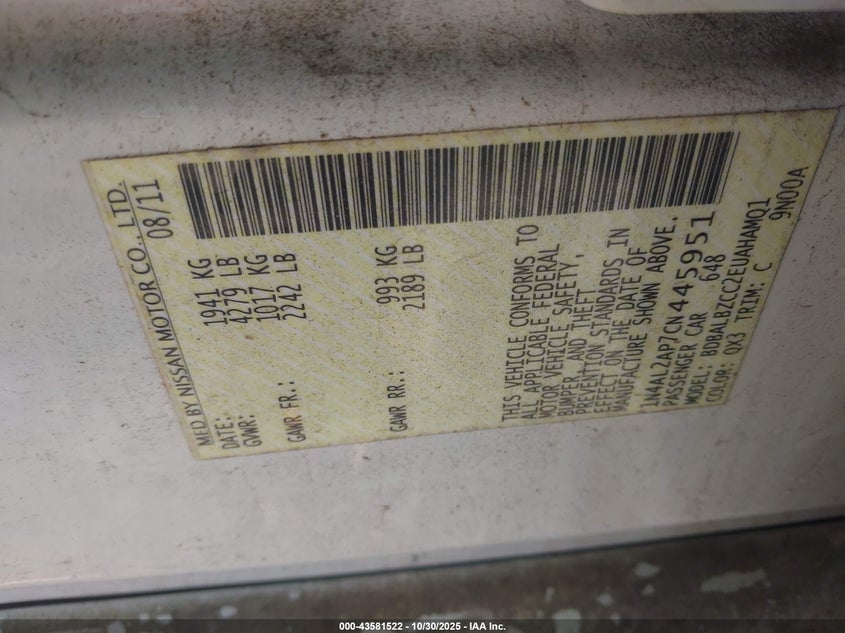 MFD BY NISSAN MOTOR CO., LTD.
DATE: 08/11
GVWR: 1941 KG
4279 LB
GAWR FR.: 1017 KG
2242 LB
GAWR RR.: 993 KG
2189 LB
THIS VEHICLE CONFORMS TO
ALL APPLICABLE FEDERAL
MOTOR VEHICLE SAFETY,
BUMPER, AND THEFT
PREVENTION STANDARDS IN
EFFECT ON THE DATE OF
MANUFACTURE SHOWN ABOVE.
1N4AL2AP7CN445951
PASSENGER CAR 648
MODEL: BDBALBZCC2EUAHAMQ1
COLOR: QX3 TRIM: C 9N00A
000-43581522 - 10/30/2025 - IAA Inc.